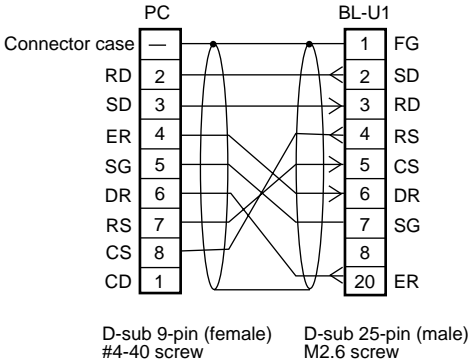 PC BL-U1
Connector case — 1 FG
RD 2 2 SD
SD 3 3 RD
ER 4 4 RS
SG 5 5 CS
DR 6 6 DR
RS 7 7 SG
CS 8 8
CD 1 20 ER
D-sub 9-pin (female) D-sub 25-pin (male)
#4-40 screw M2.6 screw